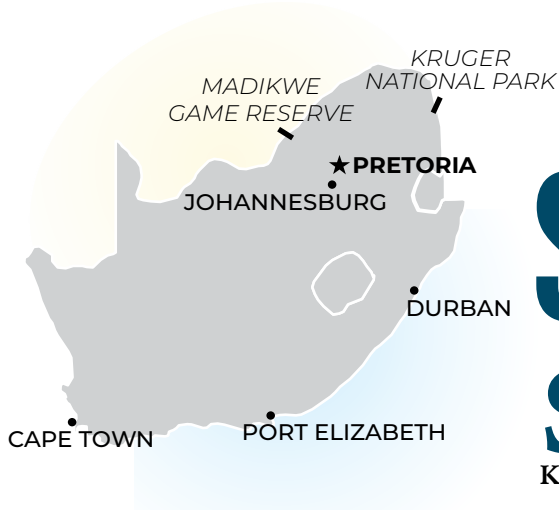 KRUGER
NATIONAL PARK
MADIKWE
GAME RESERVE
PRETORIA
JOHANNESBURG
DURBAN
PORT ELIZABETH
CAPE TOWN
S
S
K